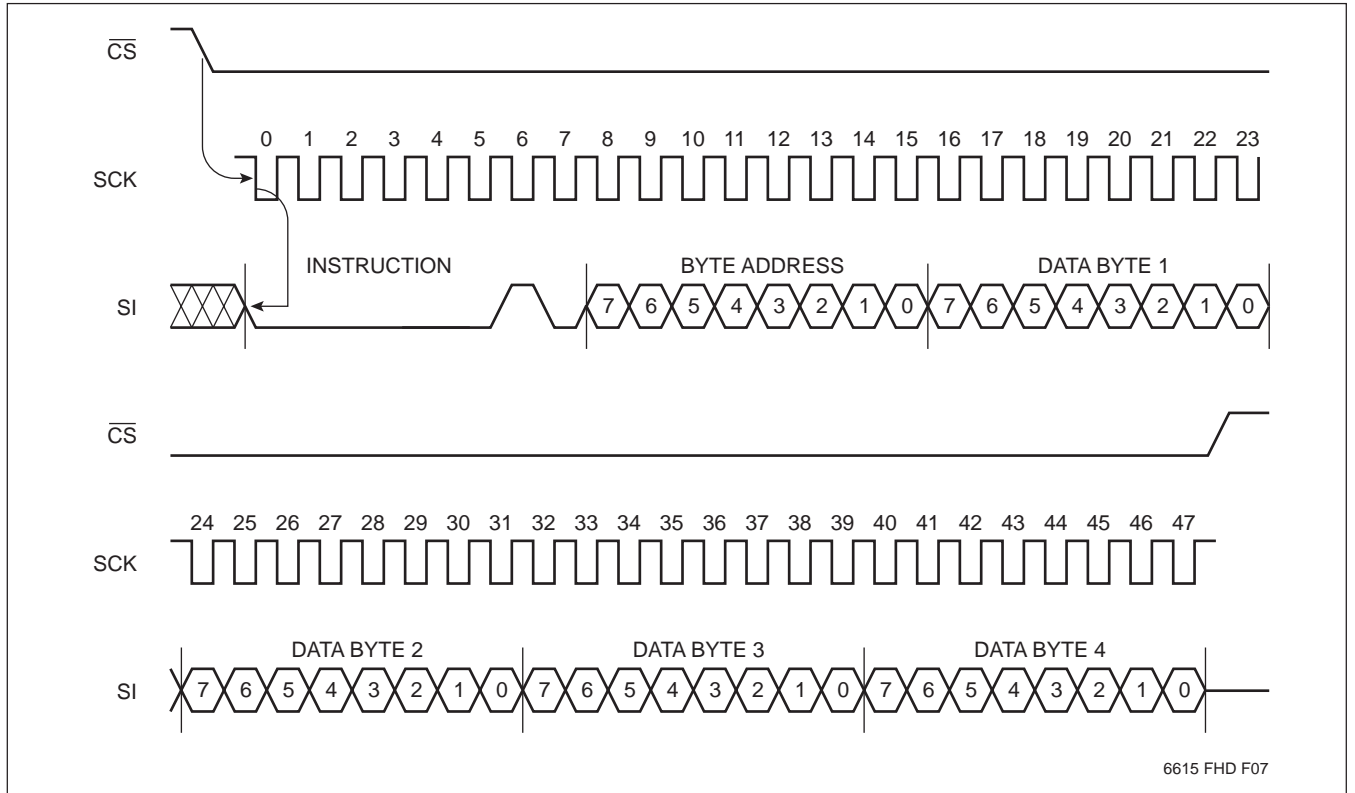 CS
0 1 2 3 4 5 6 7 8 9 10 11 12 13 14 15 16 17 18 19 20 21 22 23
SCK
INSTRUCTION BYTE ADDRESS DATA BYTE 1
SI 7 6 5 4 3 2 1 0 7 6 5 4 3 2 1 0
CS
24 25 26 27 28 29 30 31 32 33 34 35 36 37 38 39 40 41 42 43 44 45 46 47
SCK
DATA BYTE 2 DATA BYTE 3 DATA BYTE 4
SI 7 6 5 4 3 2 1 0 7 6 5 4 3 2 1 0 7 6 5 4 3 2 1 0
6615 FHD F07